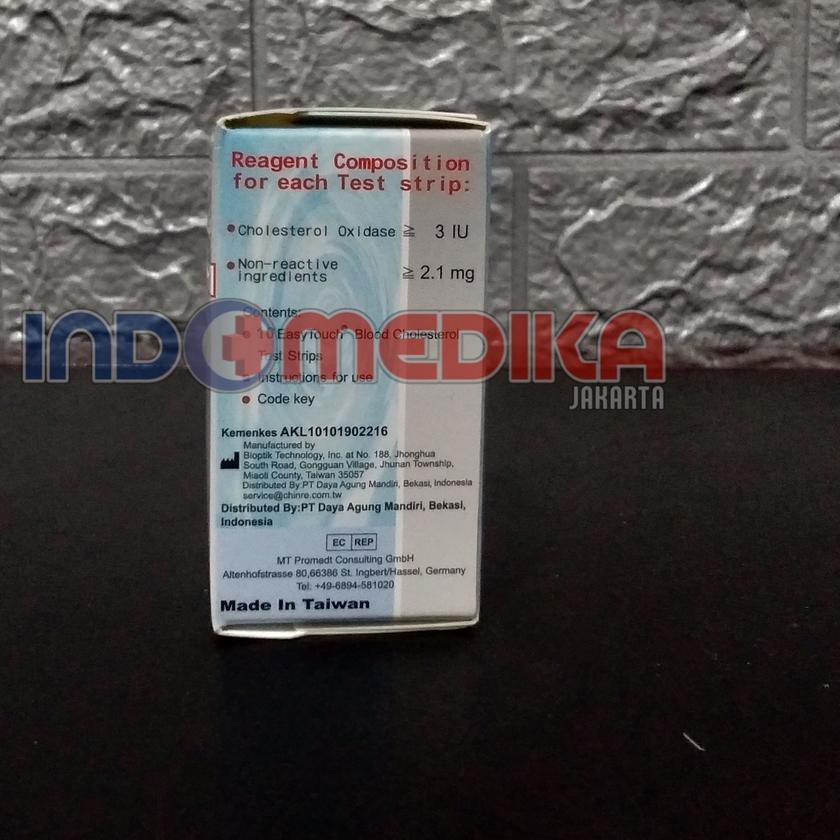 Reagent Composition
for each Test strip:
• Cholesterol Oxidase ≧ 3 IU
• Non-reactive
ingredients ≧ 2.1 mg
Contents:
• 10 EasyTouch® Blood Cholesterol
Test Strips
• Instructions for use
• Code key
INDOMEDIKA
JAKARTA
Kemenkes AKL10101902216
Manufactured by
Bioptik Technology, Inc. at No. 188, Jhonghua
South Road, Gongguan Village, Jhunan Township,
Miaoli County, Taiwan 35057
Distributed By:PT Daya Agung Mandiri, Bekasi, Indonesia
service@chinre.com.tw
Distributed By:PT Daya Agung Mandiri, Bekasi,
Indonesia
EC REP
MT Promedt Consulting GmbH
Altenhofstrasse 80,66386 St. Ingbert/Hassel, Germany
Tel: +49-6894-581020
Made In Taiwan